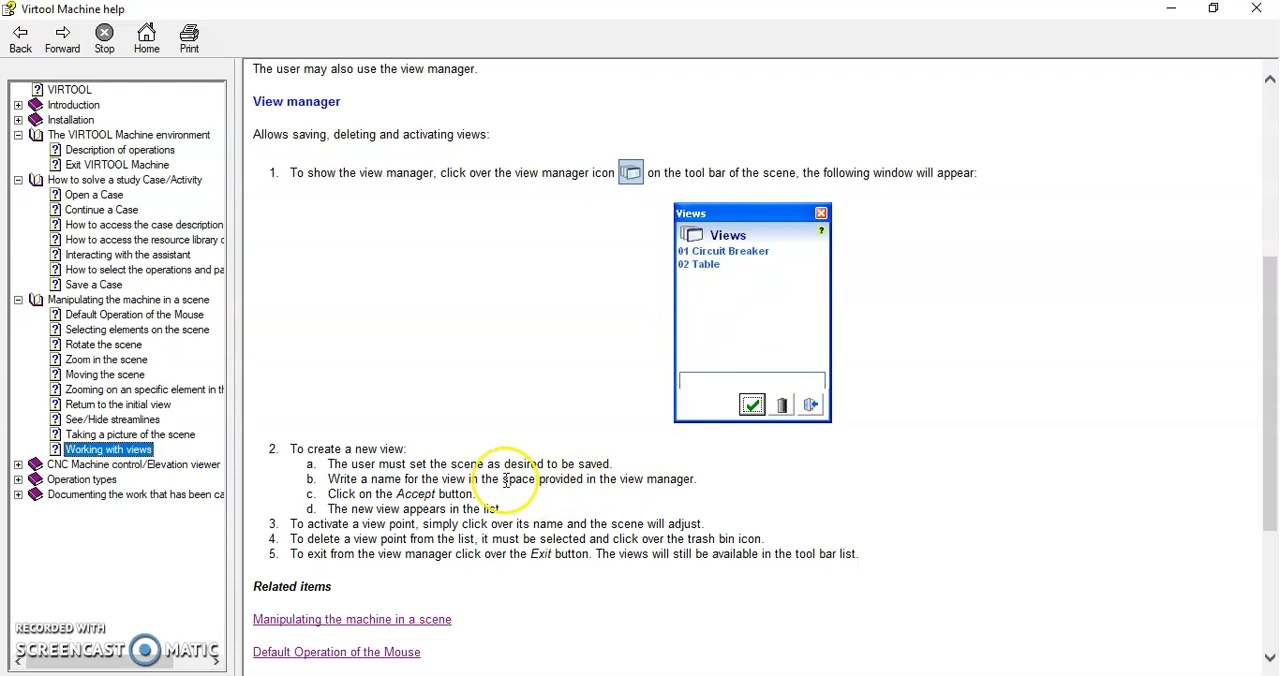 Virtool Machine help
Back Forward Stop Home Print
VIRTOOL
Introduction
Installation
The VIRTOOL Machine environment
Description of operations
Exit VIRTOOL Machine
How to solve a study Case/Activity
Open a Case
Continue a Case
How to access the case description
How to access the resource library c
Interacting with the assistant
How to select the operations and pa
Save a Case
Manipulating the machine in a scene
Default Operation of the Mouse
Selecting elements on the scene
Rotate the scene
Zoom in the scene
Moving the scene
Zooming on an specific element in th
Return to the initial view
See/Hide streamlines
Taking a picture of the scene
Working with views
CNC Machine control/Elevation viewer
Operation types
Documenting the work that has been ca
RECORDED WITH
SCREENCAST MATIC
The user may also use the view manager.
View manager
Allows saving, deleting and activating views:
1. To show the view manager, click over the view manager icon on the tool bar of the scene, the following window will appear:
Views
Views
01 Circuit Breaker
02 Table
2. To create a new view:
a. The user must set the scene as desired to be saved.
b. Write a name for the view in the space provided in the view manager.
c. Click on the Accept button.
d. The new view appears in the list.
3. To activate a view point, simply click over its name and the scene will adjust.
4. To delete a view point from the list, it must be selected and click over the trash bin icon.
5. To exit from the view manager click over the Exit button. The views will still be available in the tool bar list.
Related items
Manipulating the machine in a scene
Default Operation of the Mouse